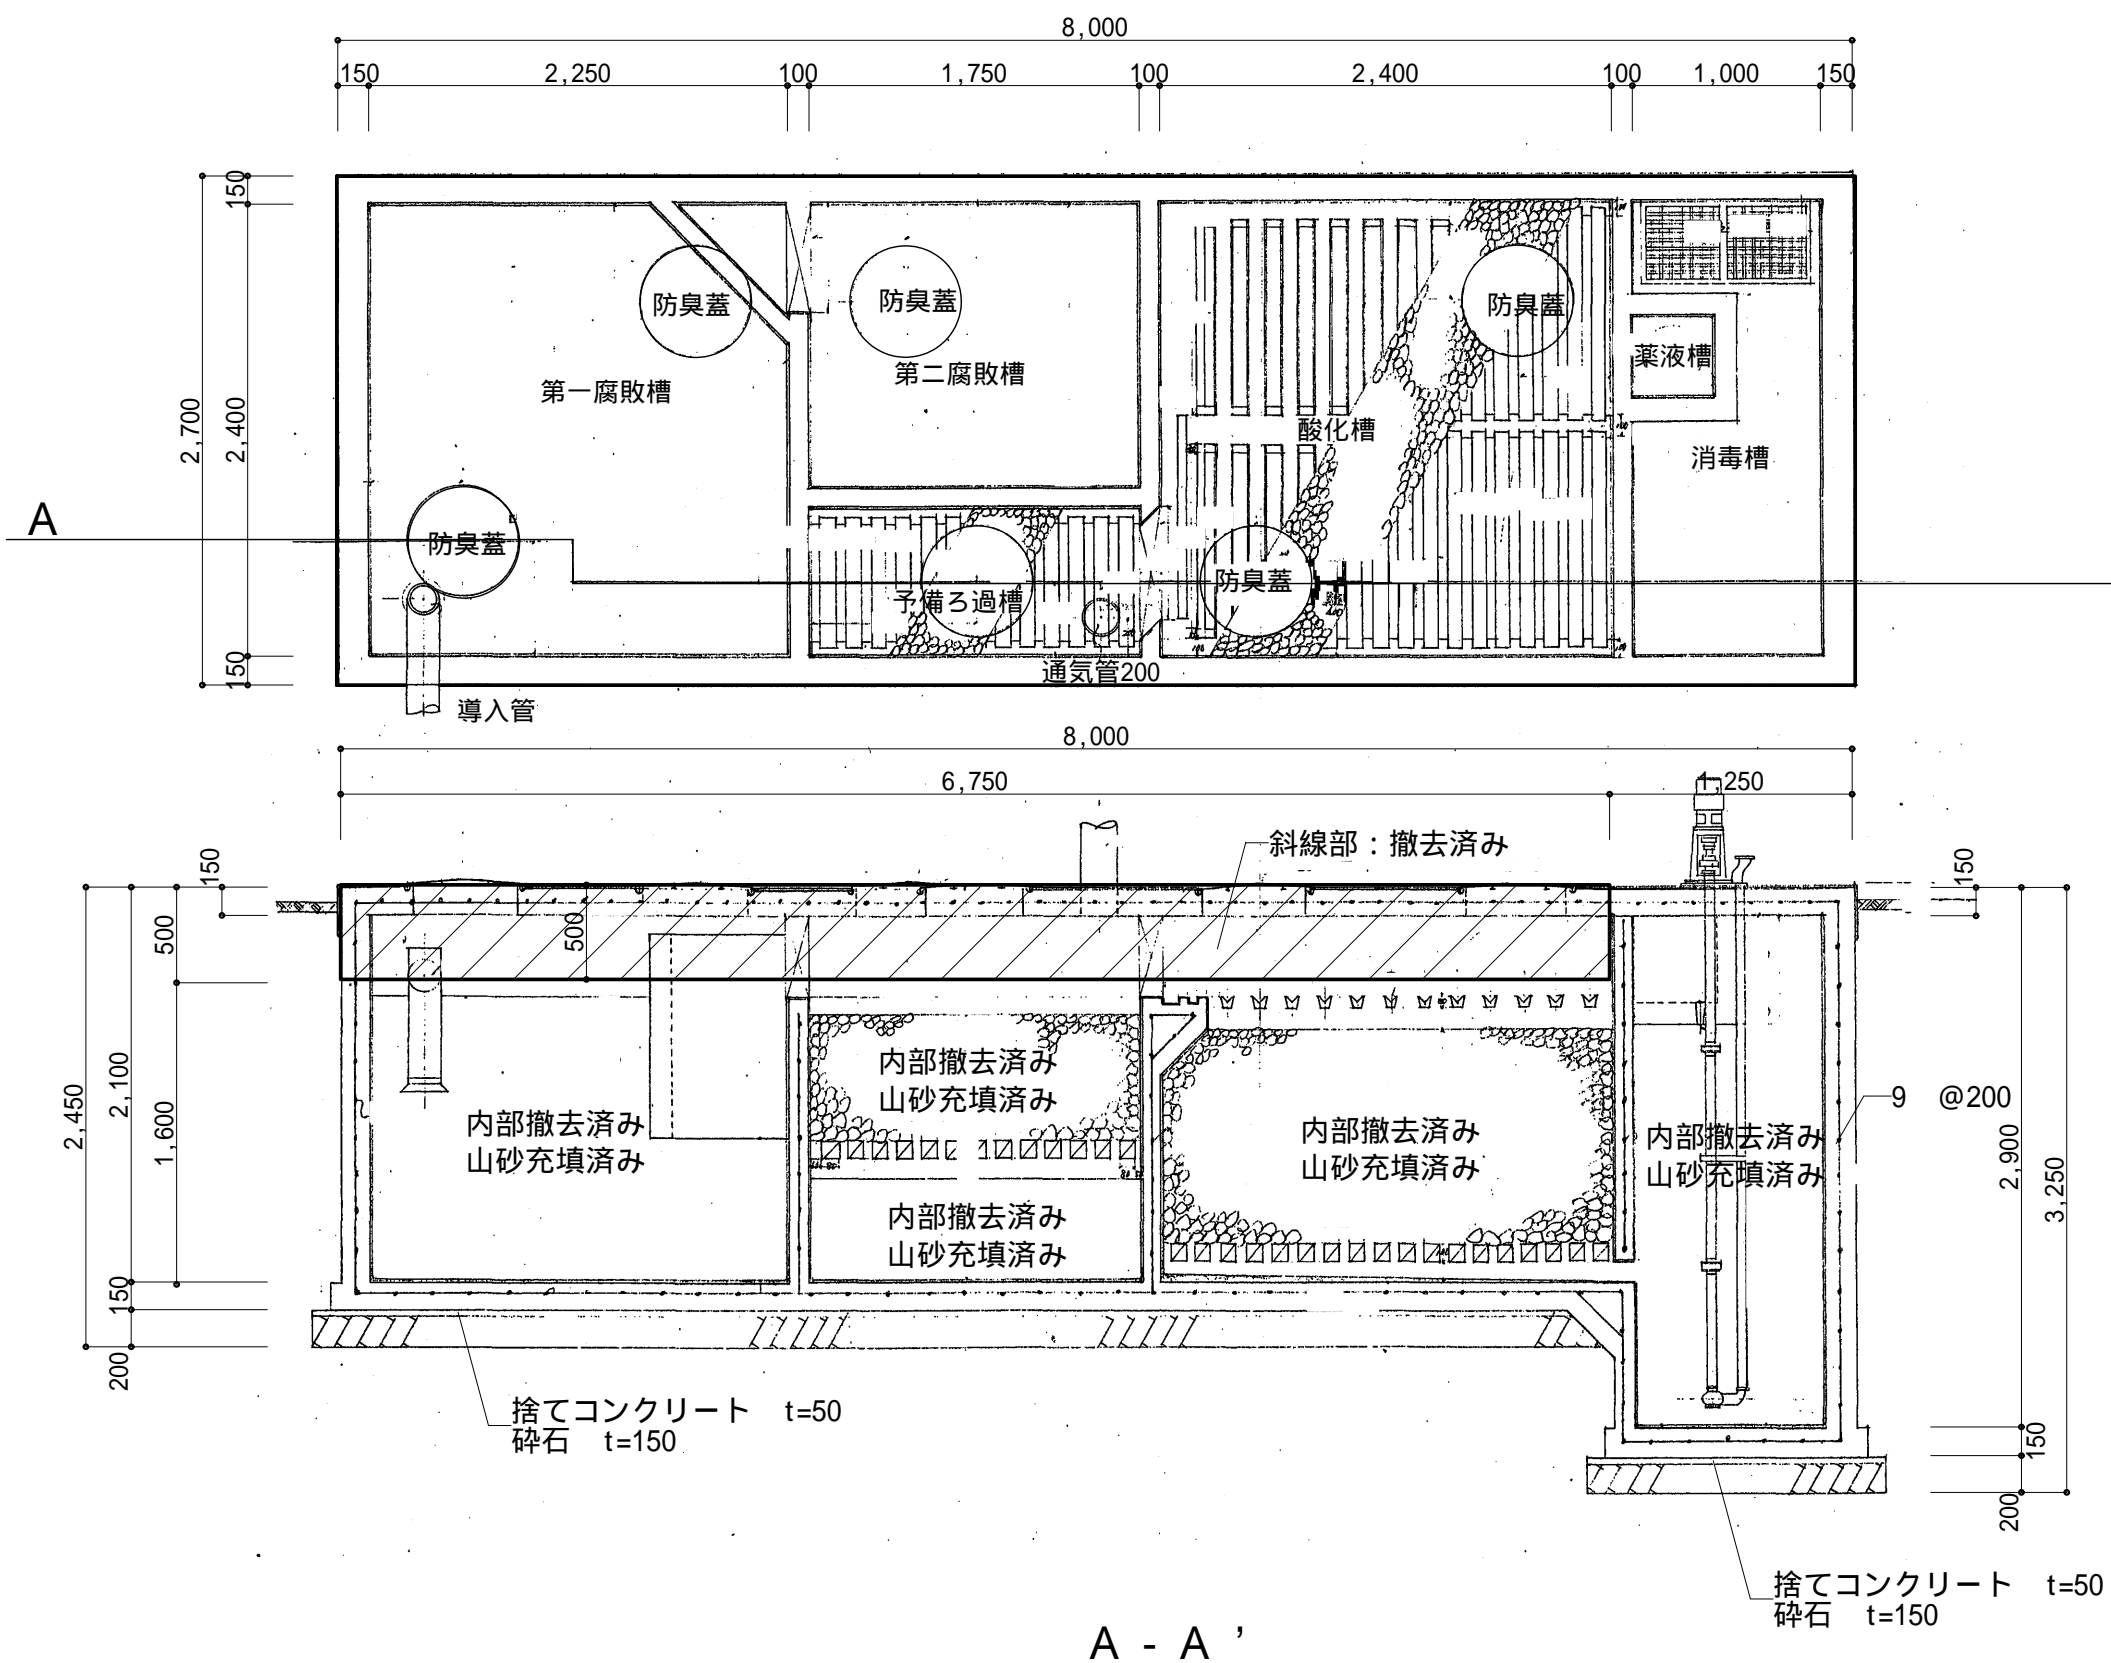 8,000
150 2,250 100 1,750 100 2,400 100 1,000 150
150
2,700
2,400
150
防臭蓋
防臭蓋
防臭蓋
第一腐敗槽
第二腐敗槽
薬液槽
酸化槽
消毒槽
A
防臭蓋
防臭蓋
予備ろ過槽
通気管200
導入管
8,000
6,750 1,250
斜線部：撤去済み
150
500
500
150
2,450
2,100
1,600
150
200
内部撤去済み
山砂充填済み
内部撤去済み
山砂充填済み
内部撤去済み
山砂充填済み
内部撤去済み
山砂充填済み
内部撤去済み
山砂充填済み
9 @200
2,900
3,250
150
200
捨てコンクリート t=50
砕石 t=150
捨てコンクリート t=50
砕石 t=150
A - A ’